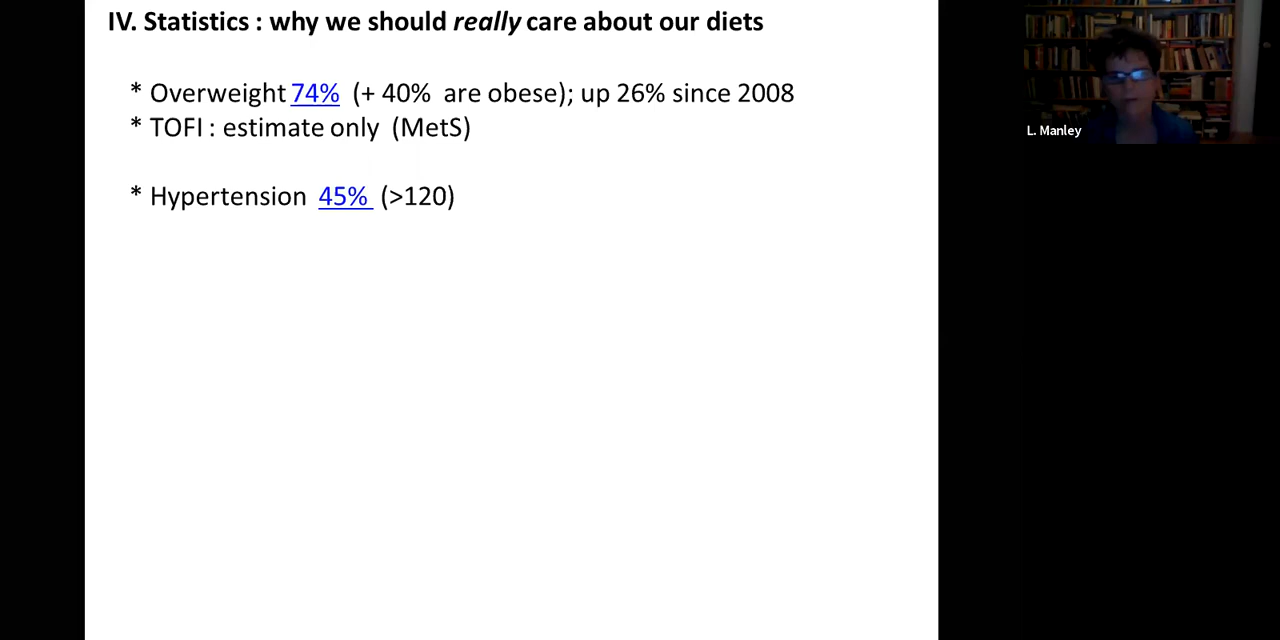 IV. Statistics : why we should really care about our diets
* Overweight 74% (+ 40% are obese); up 26% since 2008
* TOFI : estimate only (MetS)
* Hypertension 45% (>120)
L. Manley